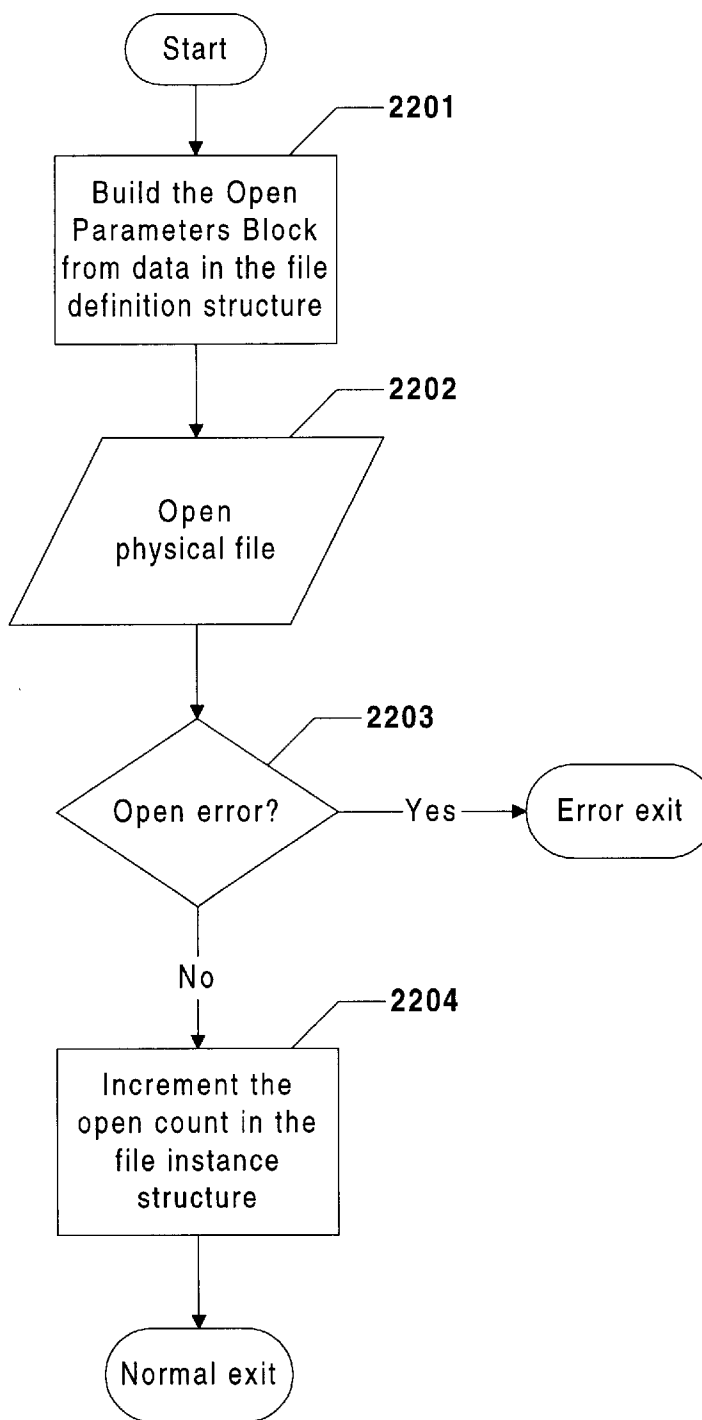 Start
2201
Build the Open
Parameters Block
from data in the file
definition structure
2202
Open
physical file
2203
Open error?
Yes
Error exit
No
2204
Increment the
open count in the
file instance
structure
Normal exit